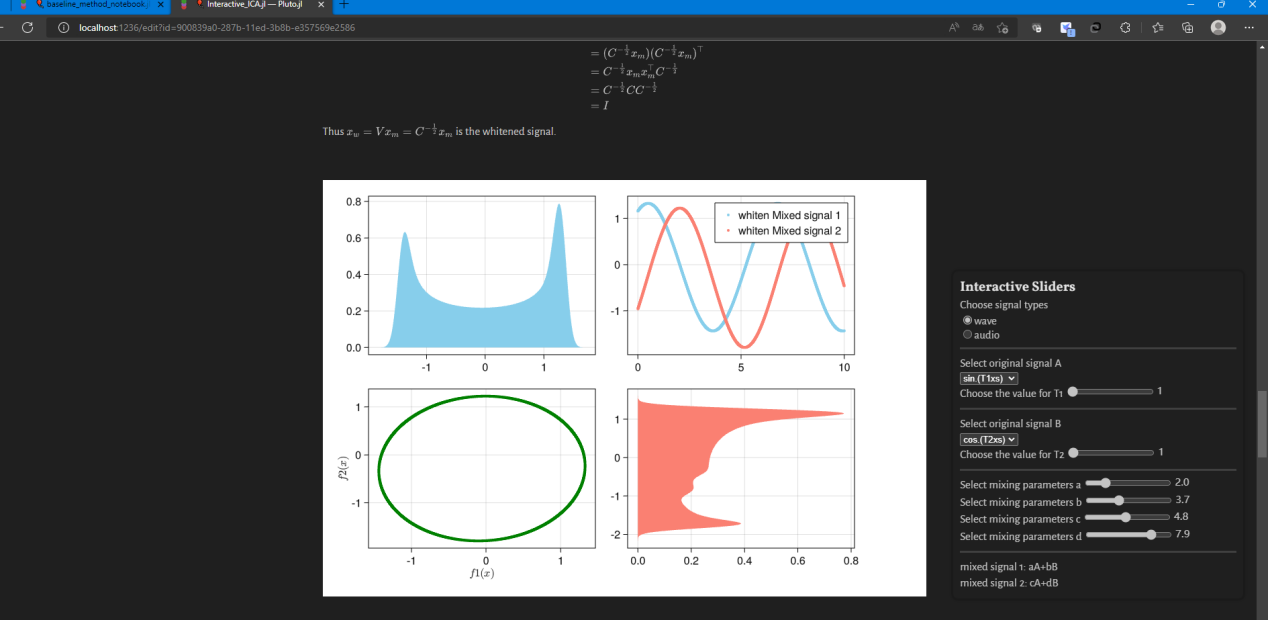 baseline_method_notebook.j
Interactive_ICA.jl — Pluto.jl
localhost:1236/edit?id=900839a0-287b-11ed-3b8b-e357569e2586
= (C^{-1/2}x_m)(C^{-1/2}x_m)^⊤
= C^{-1/2}x_m x_m^⊤ C^{-1/2}
= C^{-1/2}CC^{-1/2}
= I
Thus x_w = Vx_m = C^{-1/2}x_m is the whitened signal.
0.8
0.6
0.4
0.2
0.0
-1 0 1
whiten Mixed signal 1
whiten Mixed signal 2
1
0
-1
0 5 10
1
0
-1
f2(x)
-1 0 1
f1(x)
1
0
-1
-2
0.0 0.2 0.4 0.6 0.8
Interactive Sliders
Choose signal types
wave
audio
Select original signal A
sin.(T1xs)
Choose the value for T1 1
Select original signal B
cos.(T2xs)
Choose the value for T2 1
Select mixing parameters a 2.0
Select mixing parameters b 3.7
Select mixing parameters c 4.8
Select mixing parameters d 7.9
mixed signal 1: aA+bB
mixed signal 2: cA+dB